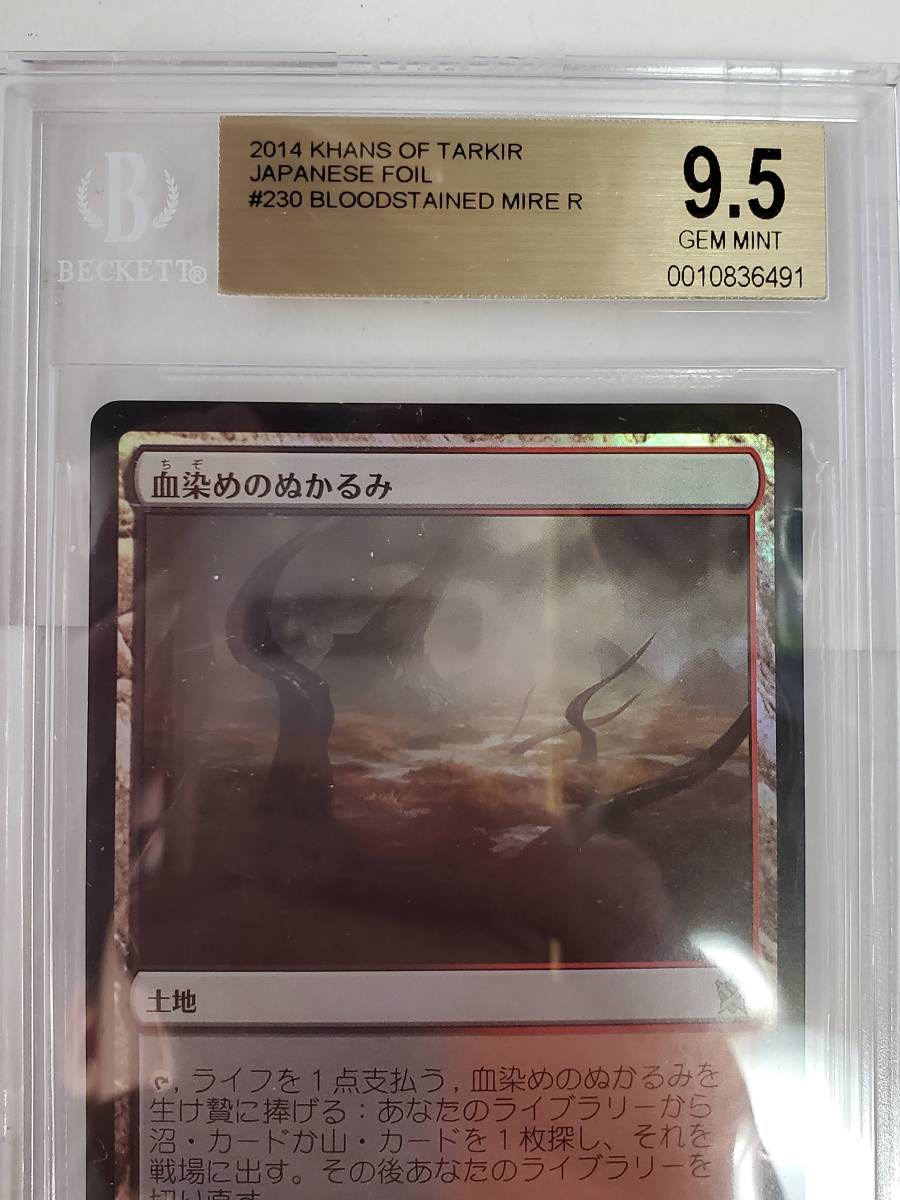 B
BECKETT®
2014 KHANS OF TARKIR
JAPANESE FOIL
#230 BLOODSTAINED MIRE R
9.5
GEM MINT
0010836491
ちぞ
血染めのぬかるみ
土地
, ライフを1点支払う, 血染めのぬかるみを
生け贄に捧げる：あなたのライブラリーから
沼・カードか山・カードを1枚探し、それを
戦場に出す。その後あなたのライブラリーを
切り直す